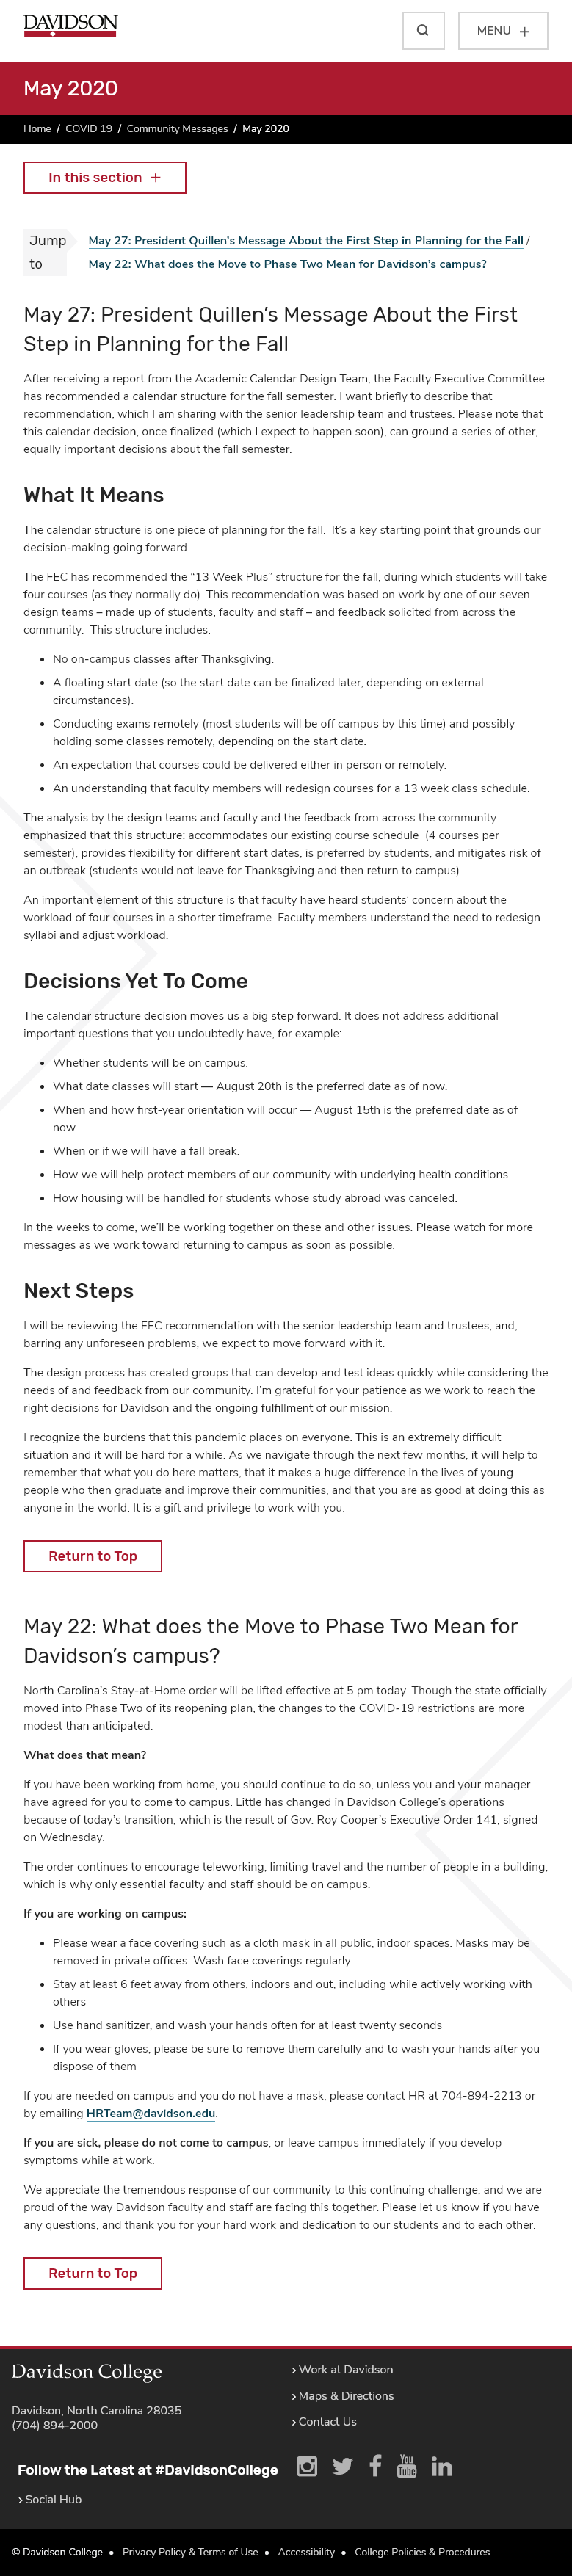 DAVIDSON
MENU +
May 2020
Home / COVID 19 / Community Messages / May 2020
In this section +
Jump to
May 27: President Quillen's Message About the First Step in Planning for the Fall /
May 22: What does the Move to Phase Two Mean for Davidson's campus?
May 27: President Quillen's Message About the First
Step in Planning for the Fall
After receiving a report from the Academic Calendar Design Team, the Faculty Executive Committee
has recommended a calendar structure for the fall semester. I want briefly to describe that
recommendation, which I am sharing with the senior leadership team and trustees. Please note that
this calendar decision, once finalized (which I expect to happen soon), can ground a series of other,
equally important decisions about the fall semester.
What It Means
The calendar structure is one piece of planning for the fall.  It's a key starting point that grounds our
decision-making going forward.
The FEC has recommended the “13 Week Plus” structure for the fall, during which students will take
four courses (as they normally do). This recommendation was based on work by one of our seven
design teams – made up of students, faculty and staff – and feedback solicited from across the
community.  This structure includes:
• No on-campus classes after Thanksgiving.
• A floating start date (so the start date can be finalized later, depending on external
circumstances).
• Conducting exams remotely (most students will be off campus by this time) and possibly
holding some classes remotely, depending on the start date.
• An expectation that courses could be delivered either in person or remotely.
• An understanding that faculty members will redesign courses for a 13 week class schedule.
The analysis by the design teams and faculty and the feedback from across the community
emphasized that this structure: accommodates our existing course schedule  (4 courses per
semester), provides flexibility for different start dates, is preferred by students, and mitigates risk of
an outbreak (students would not leave for Thanksgiving and then return to campus).
An important element of this structure is that faculty have heard students' concern about the
workload of four courses in a shorter timeframe. Faculty members understand the need to redesign
syllabi and adjust workload.
Decisions Yet To Come
The calendar structure decision moves us a big step forward. It does not address additional
important questions that you undoubtedly have, for example:
• Whether students will be on campus.
• What date classes will start — August 20th is the preferred date as of now.
• When and how first-year orientation will occur — August 15th is the preferred date as of
now.
• When or if we will have a fall break.
• How we will help protect members of our community with underlying health conditions.
• How housing will be handled for students whose study abroad was canceled.
In the weeks to come, we'll be working together on these and other issues. Please watch for more
messages as we work toward returning to campus as soon as possible.
Next Steps
I will be reviewing the FEC recommendation with the senior leadership team and trustees, and,
barring any unforeseen problems, we expect to move forward with it.
The design process has created groups that can develop and test ideas quickly while considering the
needs of and feedback from our community. I'm grateful for your patience as we work to reach the
right decisions for Davidson and the ongoing fulfillment of our mission.
I recognize the burdens that this pandemic places on everyone. This is an extremely difficult
situation and it will be hard for a while. As we navigate through the next few months, it will help to
remember that what you do here matters, that it makes a huge difference in the lives of young
people who then graduate and improve their communities, and that you are as good at doing this as
anyone in the world. It is a gift and privilege to work with you.
Return to Top
May 22: What does the Move to Phase Two Mean for
Davidson's campus?
North Carolina's Stay-at-Home order will be lifted effective at 5 pm today. Though the state officially
moved into Phase Two of its reopening plan, the changes to the COVID-19 restrictions are more
modest than anticipated.
What does that mean?
If you have been working from home, you should continue to do so, unless you and your manager
have agreed for you to come to campus. Little has changed in Davidson College's operations
because of today's transition, which is the result of Gov. Roy Cooper's Executive Order 141, signed
on Wednesday.
The order continues to encourage teleworking, limiting travel and the number of people in a building,
which is why only essential faculty and staff should be on campus.
If you are working on campus:
• Please wear a face covering such as a cloth mask in all public, indoor spaces. Masks may be
removed in private offices. Wash face coverings regularly.
• Stay at least 6 feet away from others, indoors and out, including while actively working with
others
• Use hand sanitizer, and wash your hands often for at least twenty seconds
• If you wear gloves, please be sure to remove them carefully and to wash your hands after you
dispose of them
If you are needed on campus and you do not have a mask, please contact HR at 704-894-2213 or
by emailing HRTeam@davidson.edu.
If you are sick, please do not come to campus, or leave campus immediately if you develop
symptoms while at work.
We appreciate the tremendous response of our community to this continuing challenge, and we are
proud of the way Davidson faculty and staff are facing this together. Please let us know if you have
any questions, and thank you for your hard work and dedication to our students and to each other.
Return to Top
Davidson College
Davidson, North Carolina 28035
(704) 894-2000
Work at Davidson
Maps & Directions
Contact Us
Follow the Latest at #DavidsonCollege
You Tube
Social Hub
© Davidson College • Privacy Policy & Terms of Use • Accessibility • College Policies & Procedures